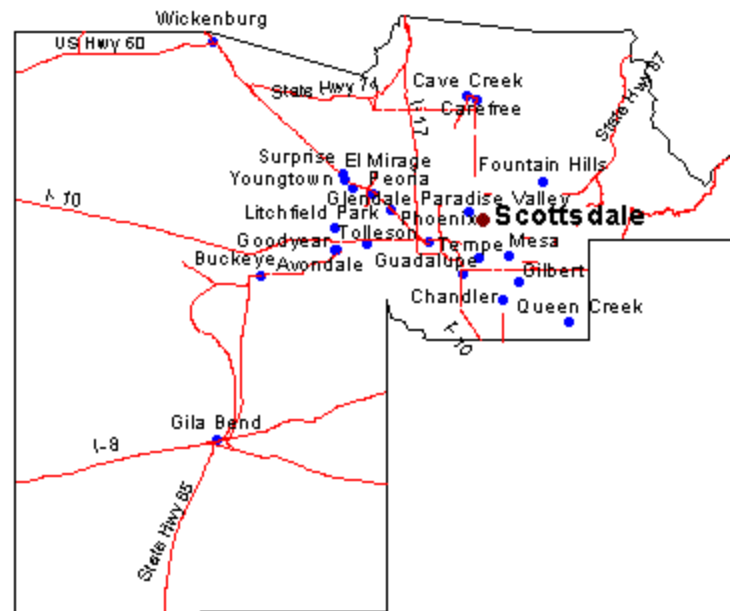 Wickenburg
US Hwy 60
State Hwy 74
Cave Creek
Carefree
I-17
State Hwy 87
Surprise
El Mirage
Fountain Hills
Youngtown
Peoria
Glendale
Paradise Valley
I-10
Litchfield Park
Phoenix
Scottsdale
Tolleson
Goodyear
Tempe
Mesa
Buckeye
Avondale
Guadalupe
Gilbert
Chandler
Queen Creek
I-10
Gila Bend
I-8
State Hwy 85